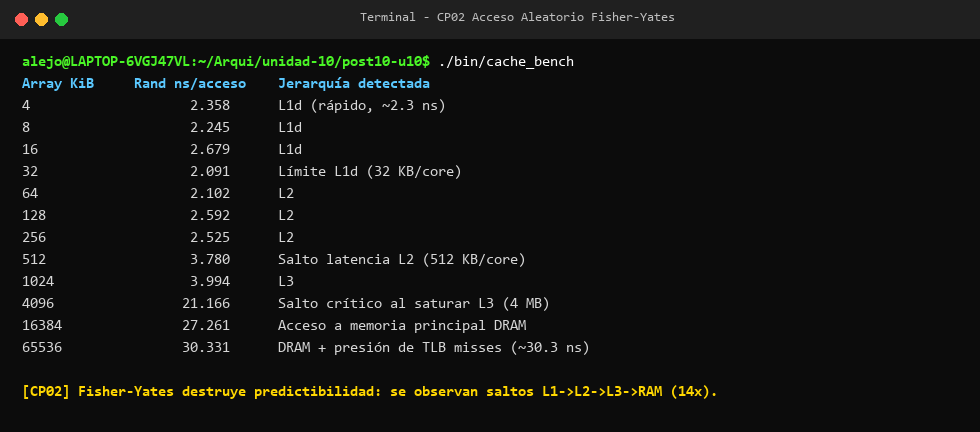 Terminal - CP02 Acceso Aleatorio Fisher-Yates
alejo@LAPTOP-6VGJ47VL:~/Arqui/unidad-10/post10-u10$ ./bin/cache_bench
Array KiB Rand ns/acceso Jerarquía detectada
4 2.358 L1d (rápido, ~2.3 ns)
8 2.245 L1d
16 2.679 L1d
32 2.091 Límite L1d (32 KB/core)
64 2.102 L2
128 2.592 L2
256 2.525 L2
512 3.780 Salto latencia L2 (512 KB/core)
1024 3.994 L3
4096 21.166 Salto crítico al saturar L3 (4 MB)
16384 27.261 Acceso a memoria principal DRAM
65536 30.331 DRAM + presión de TLB misses (~30.3 ns)
[CP02] Fisher-Yates destruye predictibilidad: se observan saltos L1->L2->L3->RAM (14x).